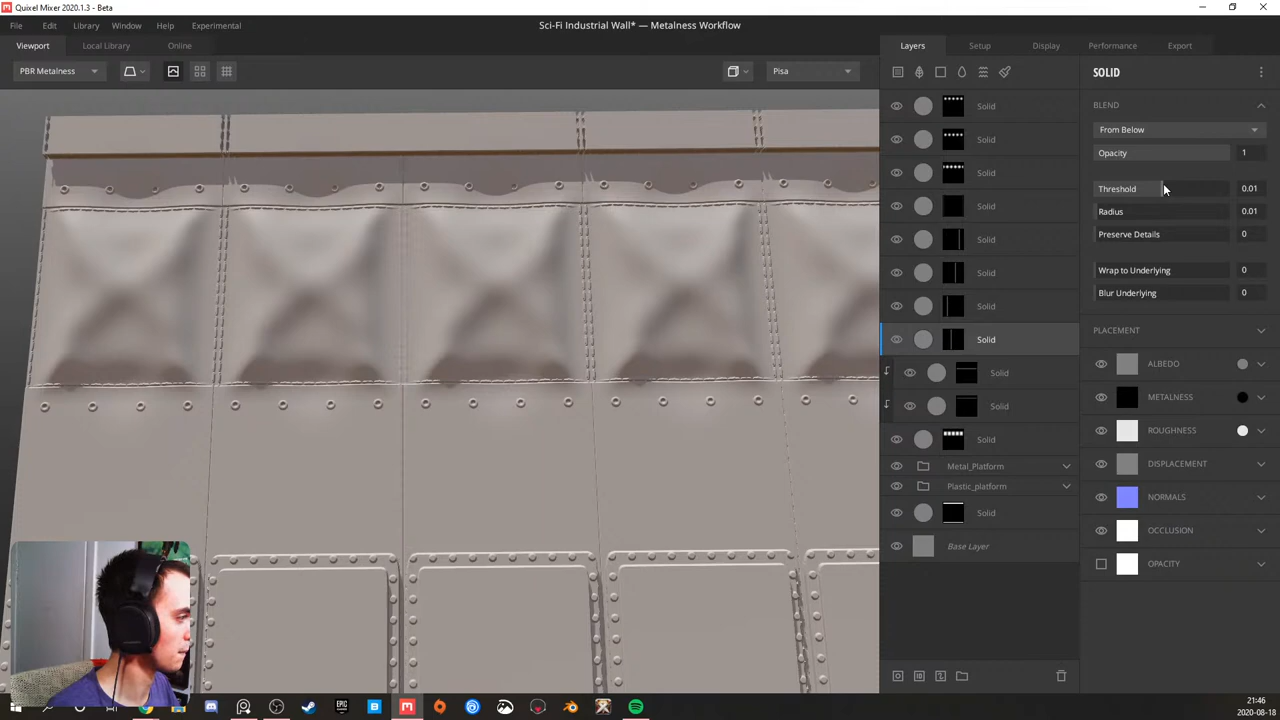 Quixel Mixer 2020.1.3 - Beta
File Edit Library Window Help Experimental
Sci-Fi Industrial Wall* — Metalness Workflow
Viewport Local Library Online
Layers Setup Display Performance Export
PBR Metalness
Pisa
SOLID
BLEND
From Below
Opacity 1
Threshold 0.01
Radius 0.01
Preserve Details 0
Wrap to Underlying 0
Blur Underlying 0
PLACEMENT
ALBEDO
METALNESS
ROUGHNESS
DISPLACEMENT
NORMALS
OCCLUSION
OPACITY
Solid
Solid
Solid
Solid
Solid
Solid
Solid
Solid
Solid
Solid
Solid
Metal_Platform
Plastic_platform
Solid
Base Layer
EPIC
21:46
2020-08-18